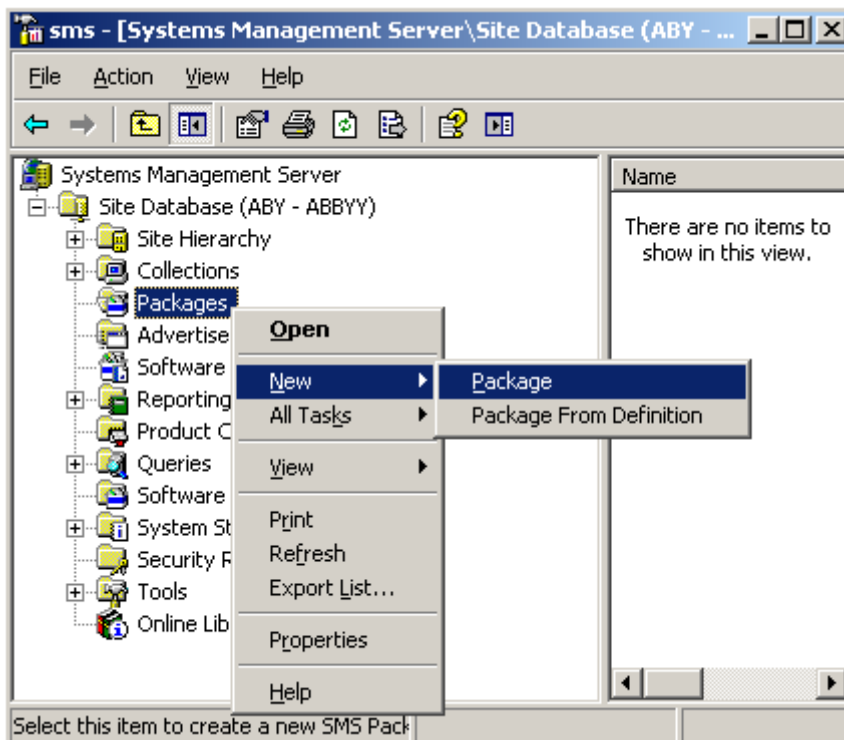 sms - [Systems Management Server\Site Database (ABY - ...
File Action View Help
Systems Management Server
Site Database (ABY - ABBYY)
Site Hierarchy
Collections
Packages
Advertise
Software
Reporting
Product C
Queries
Software
System St
Security R
Tools
Online Lib
Open
New
All Tasks
View
Print
Refresh
Export List...
Properties
Help
Package
Package From Definition
Name
There are no items to
show in this view.
Select this item to create a new SMS Pack